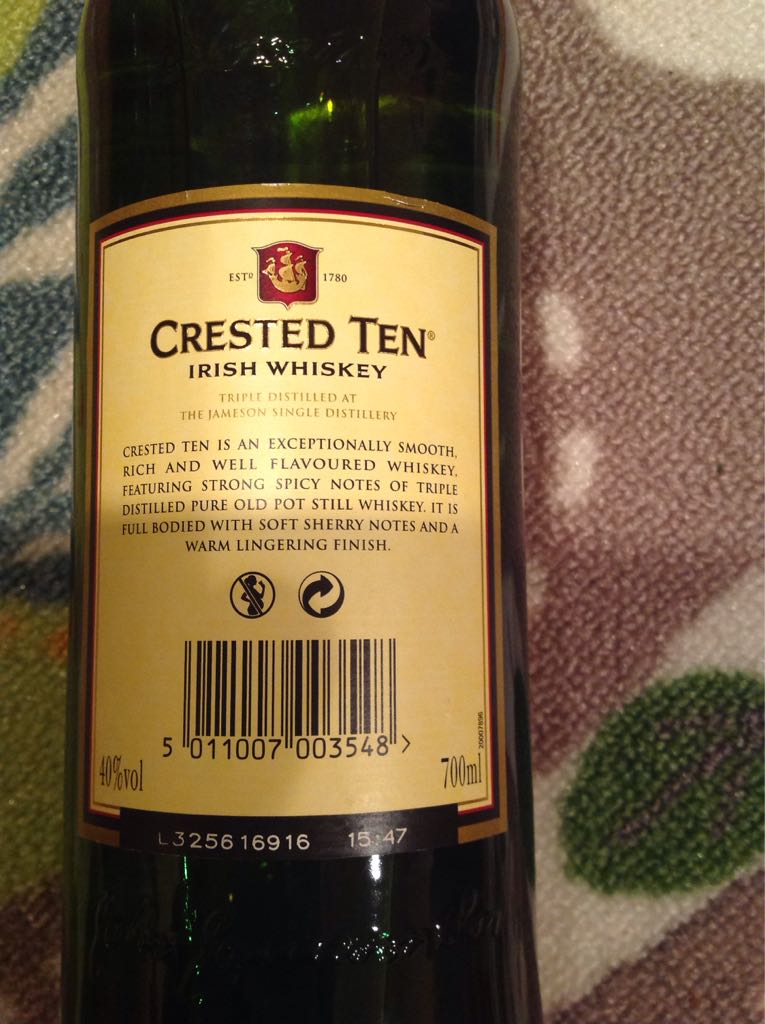 ESTD 1780
CRESTED TEN®
IRISH WHISKEY
TRIPLE DISTILLED AT
THE JAMESON SINGLE DISTILLERY
CRESTED TEN IS AN EXCEPTIONALLY SMOOTH,
RICH AND WELL FLAVOURED WHISKEY,
FEATURING STRONG SPICY NOTES OF TRIPLE
DISTILLED PURE OLD POT STILL WHISKEY. IT IS
FULL BODIED WITH SOFT SHERRY NOTES AND A
WARM LINGERING FINISH.
5 011007 003548 >
20007896
40%vol
700ml
L325616916 15:47